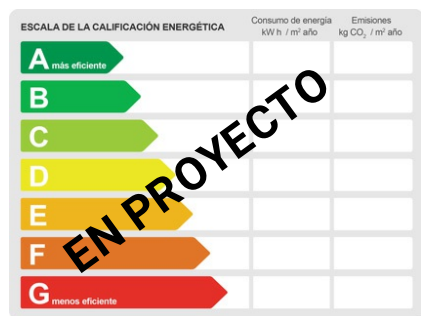 ESCALA DE LA CALIFICACIÓN ENERGÉTICA
Consumo de energía
kW h / m² año
Emisiones
kg CO₂ / m² año
A más eficiente
B
C
D
E
F
G menos eficiente
EN PROYECTO